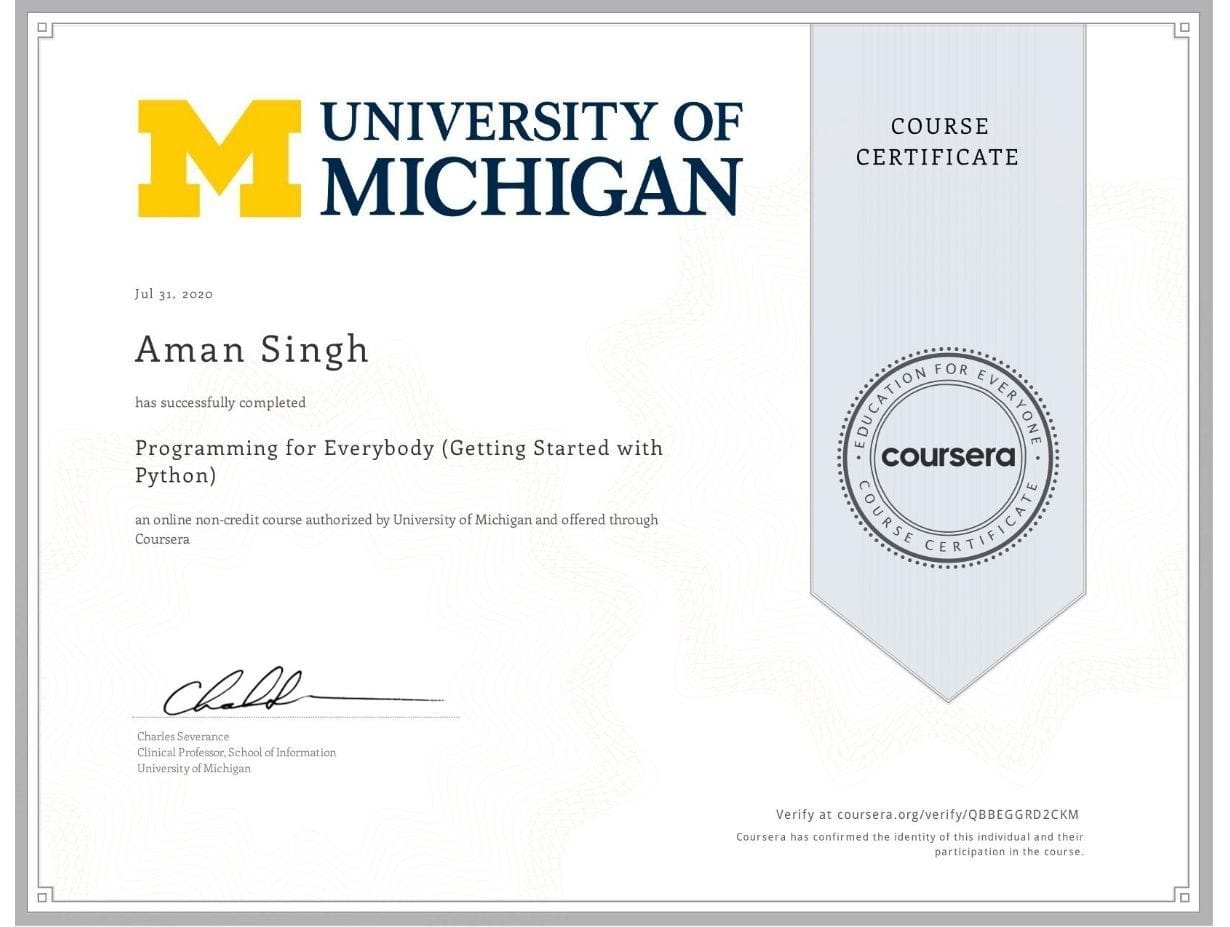 UNIVERSITY OF
MICHIGAN
COURSE
CERTIFICATE
Jul 31, 2020
Aman Singh
has successfully completed
Programming for Everybody (Getting Started with
Python)
an online non-credit course authorized by University of Michigan and offered through
Coursera
EDUCATION FOR EVERYONE
coursera
COURSE CERTIFICATE
Charles Severance
Clinical Professor, School of Information
University of Michigan
Verify at coursera.org/verify/QBBEGGRD2CKM
Coursera has confirmed the identity of this individual and their
participation in the course.